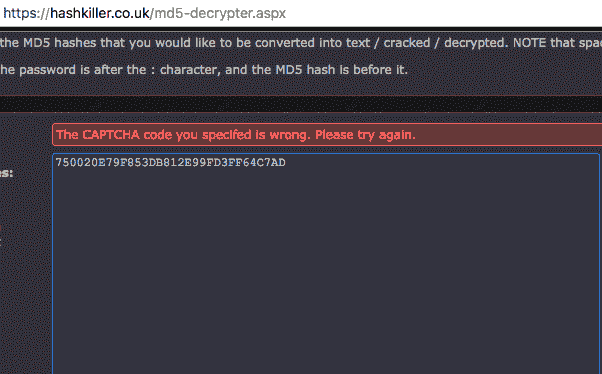 https://hashkiller.co.uk/md5-decrypter.aspx
the MD5 hashes that you would like to be converted into text / cracked / decrypted. NOTE that spac
he password is after the : character, and the MD5 hash is before it.
The CAPTCHA code you specifed is wrong. Please try again.
es: 750020E79F853DB812E99FD3FF64C7AD